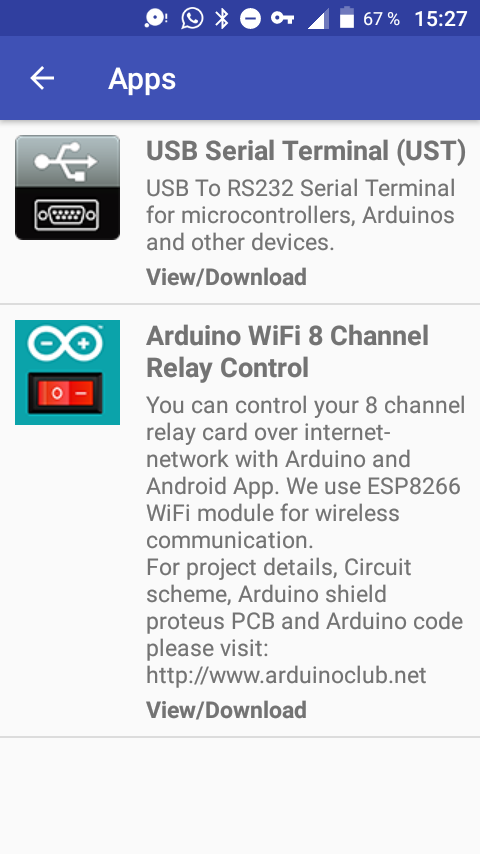 67 % 15:27
Apps
USB Serial Terminal (UST)
USB To RS232 Serial Terminal
for microcontrollers, Arduinos
and other devices.
View/Download
Arduino WiFi 8 Channel
Relay Control
You can control your 8 channel
relay card over internet-
network with Arduino and
Android App. We use ESP8266
WiFi module for wireless
communication.
For project details, Circuit
scheme, Arduino shield
proteus PCB and Arduino code
please visit:
http://www.arduinoclub.net
View/Download